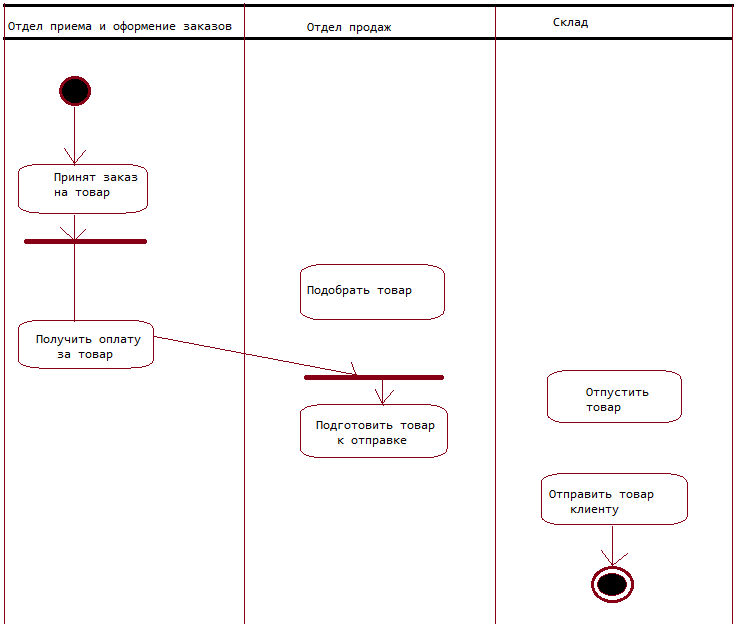 Отдел приема и оформение заказов
Отдел продаж
Склад
Принят заказ
на товар
Подобрать товар
Получить оплату
за товар
Отпустить
товар
Подготовить товар
к отправке
Отправить товар
клиенту